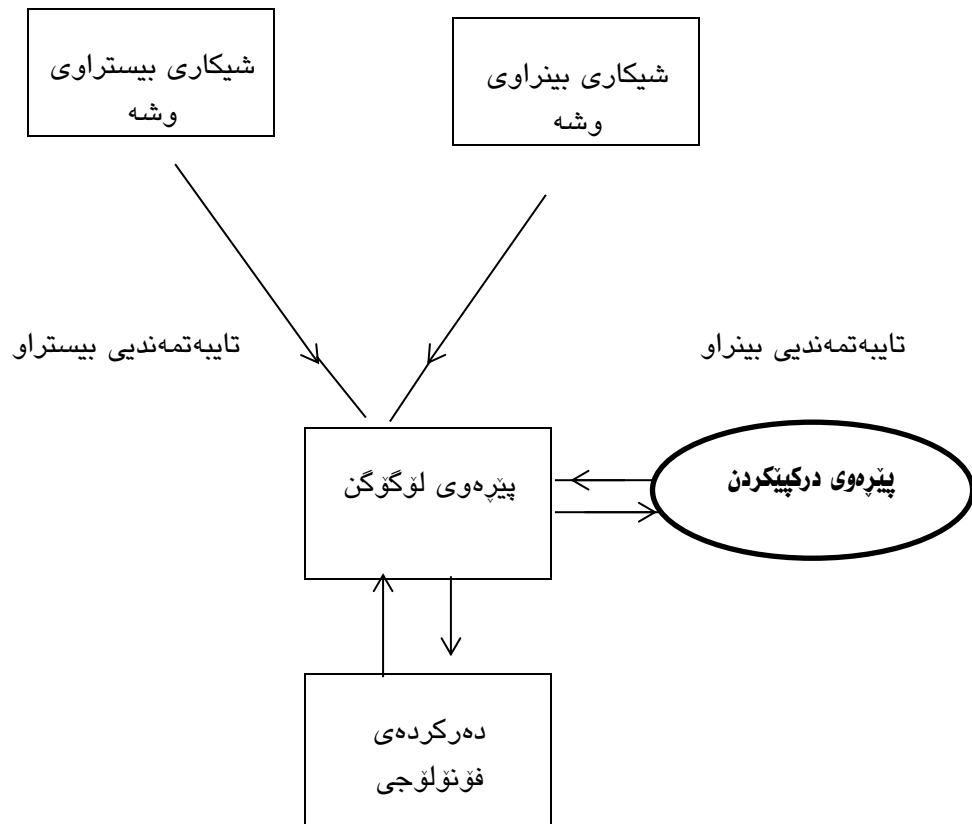 شیکاری بیستراوی
وشە
شیکاری بینراوی
وشە
تایبەتمەندیی بیستراو
تایبەتمەندیی بینراو
پێڕەوی لۆگۆگن
پێڕەوی درکپێکردن
دەرکردەی
فۆنۆلۆجی